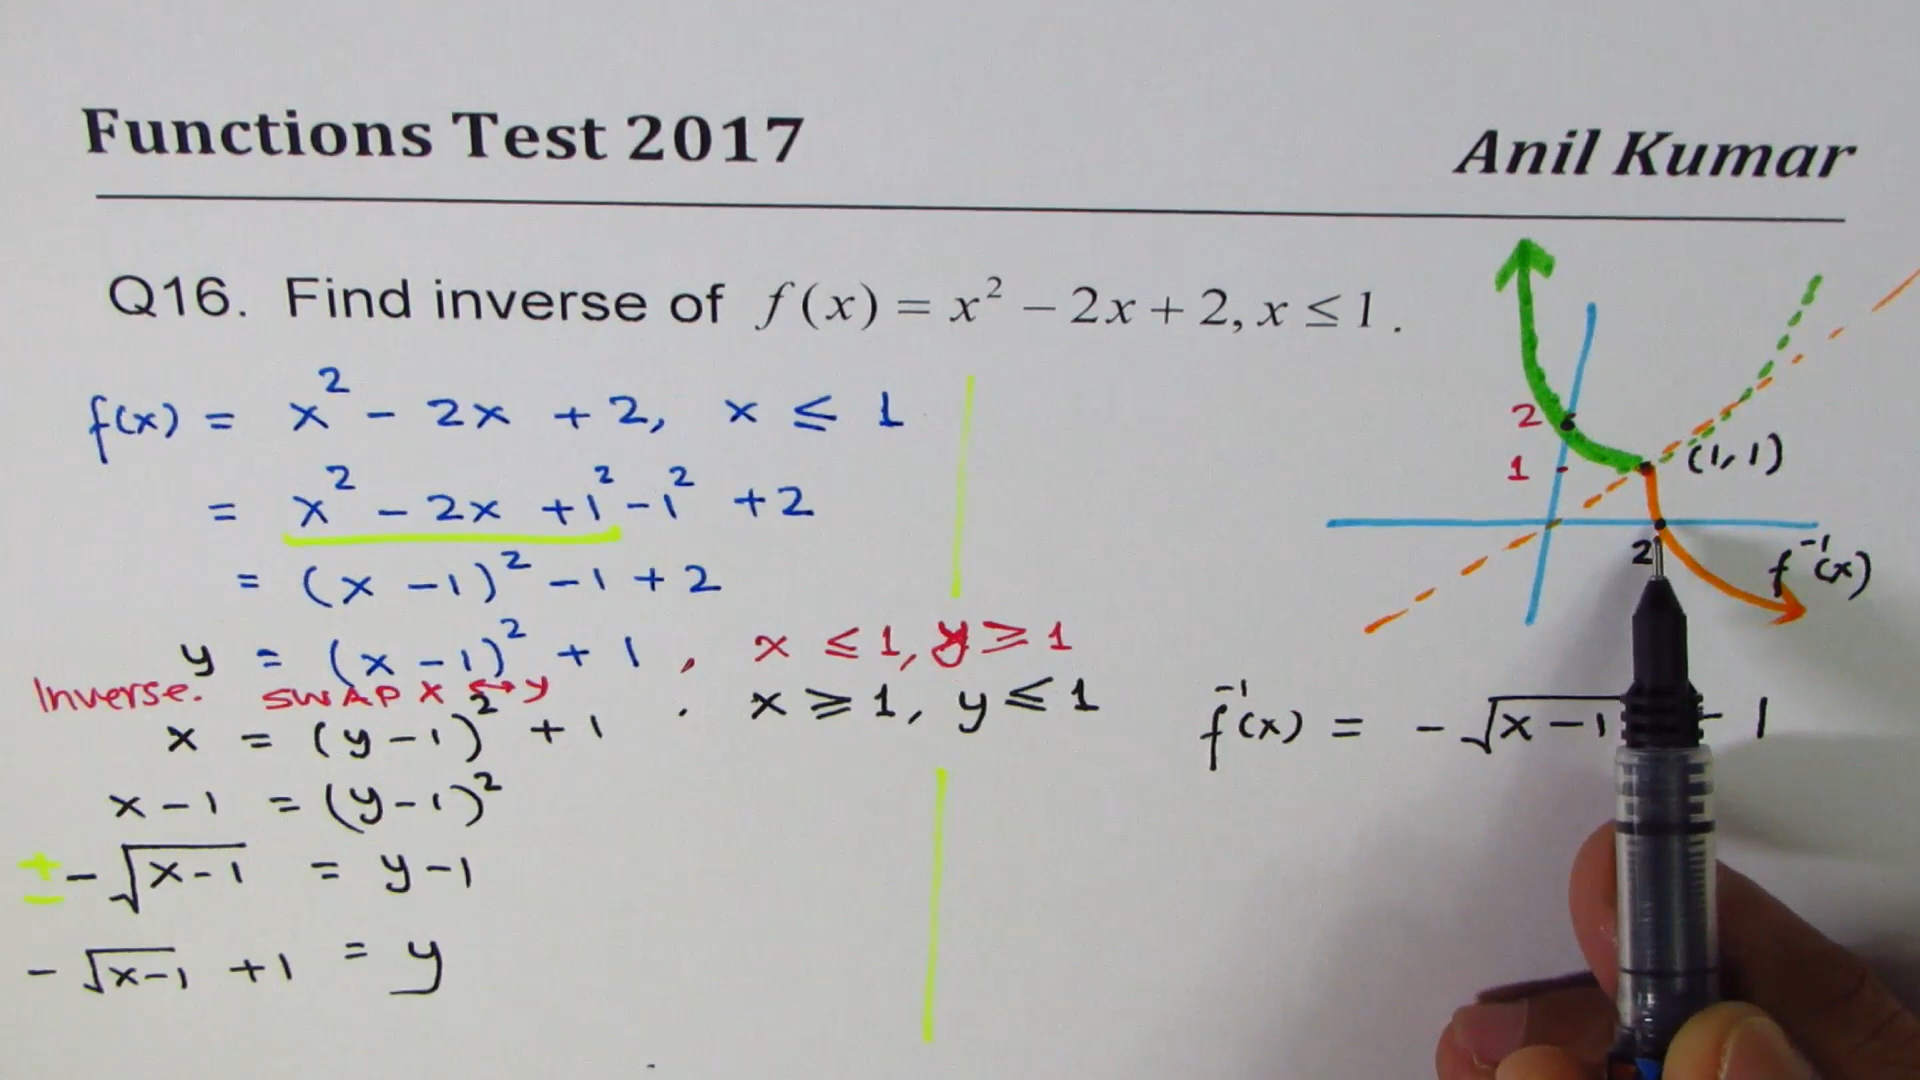 Functions Test 2017
Anil Kumar
Q16. Find inverse of f(x) = x² − 2x + 2, x ≤ 1 .
f(x) = x² − 2x + 2, x ≤ 1
= x² − 2x + 1² − 1² + 2
= (x − 1)² − 1 + 2
y = (x − 1)² + 1 , x ≤ 1, y ≥ 1
Inverse. SWAP x ↔ y
x = (y − 1)² + 1 . x ≥ 1, y ≤ 1
x − 1 = (y − 1)²
± − √(x − 1) = y − 1
− √(x − 1) + 1 = y
2
1
(1, 1)
2
f⁻¹(x)
f⁻¹(x) = − √(x − 1) 1